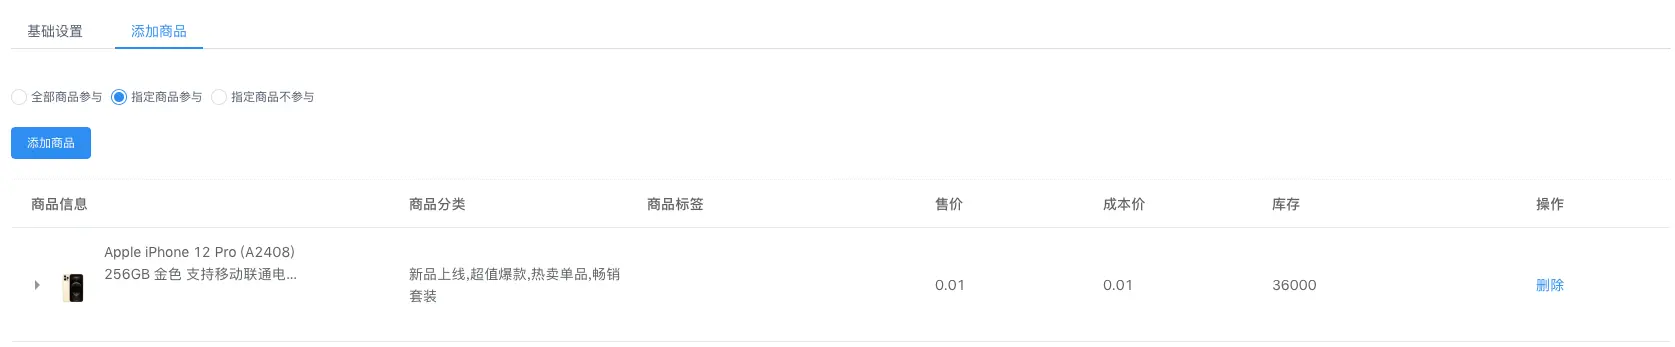 基础设置 添加商品
全部商品参与 指定商品参与 指定商品不参与
添加商品
商品信息 商品分类 商品标签 售价 成本价 库存 操作
Apple iPhone 12 Pro (A2408)
256GB 金色 支持移动联通电...
新品上线,超值爆款,热卖单品,畅销
套装
0.01 0.01 36000 删除